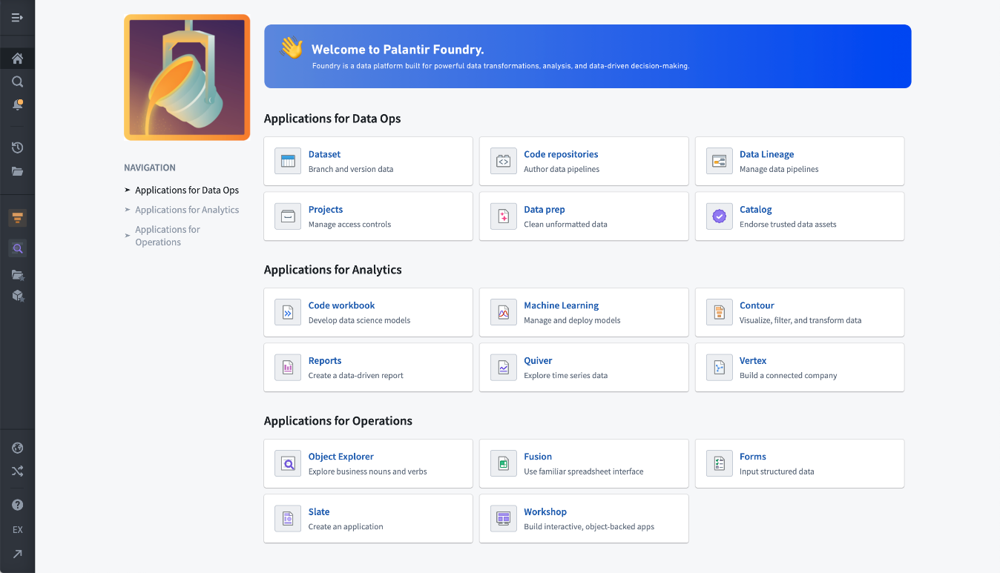 Welcome to Palantir Foundry.
Foundry is a data platform built for powerful data transformations, analysis, and data-driven decision-making.
NAVIGATION
Applications for Data Ops
Applications for Analytics
Applications for
Operations
Applications for Data Ops
Dataset
Branch and version data
Code repositories
Author data pipelines
Data Lineage
Manage data pipelines
Projects
Manage access controls
Data prep
Clean unformatted data
Catalog
Endorse trusted data assets
Applications for Analytics
Code workbook
Develop data science models
Machine Learning
Manage and deploy models
Contour
Visualize, filter, and transform data
Reports
Create a data-driven report
Quiver
Explore time series data
Vertex
Build a connected company
Applications for Operations
Object Explorer
Explore business nouns and verbs
Fusion
Use familiar spreadsheet interface
Forms
Input structured data
Slate
Create an application
Workshop
Build interactive, object-backed apps
EX